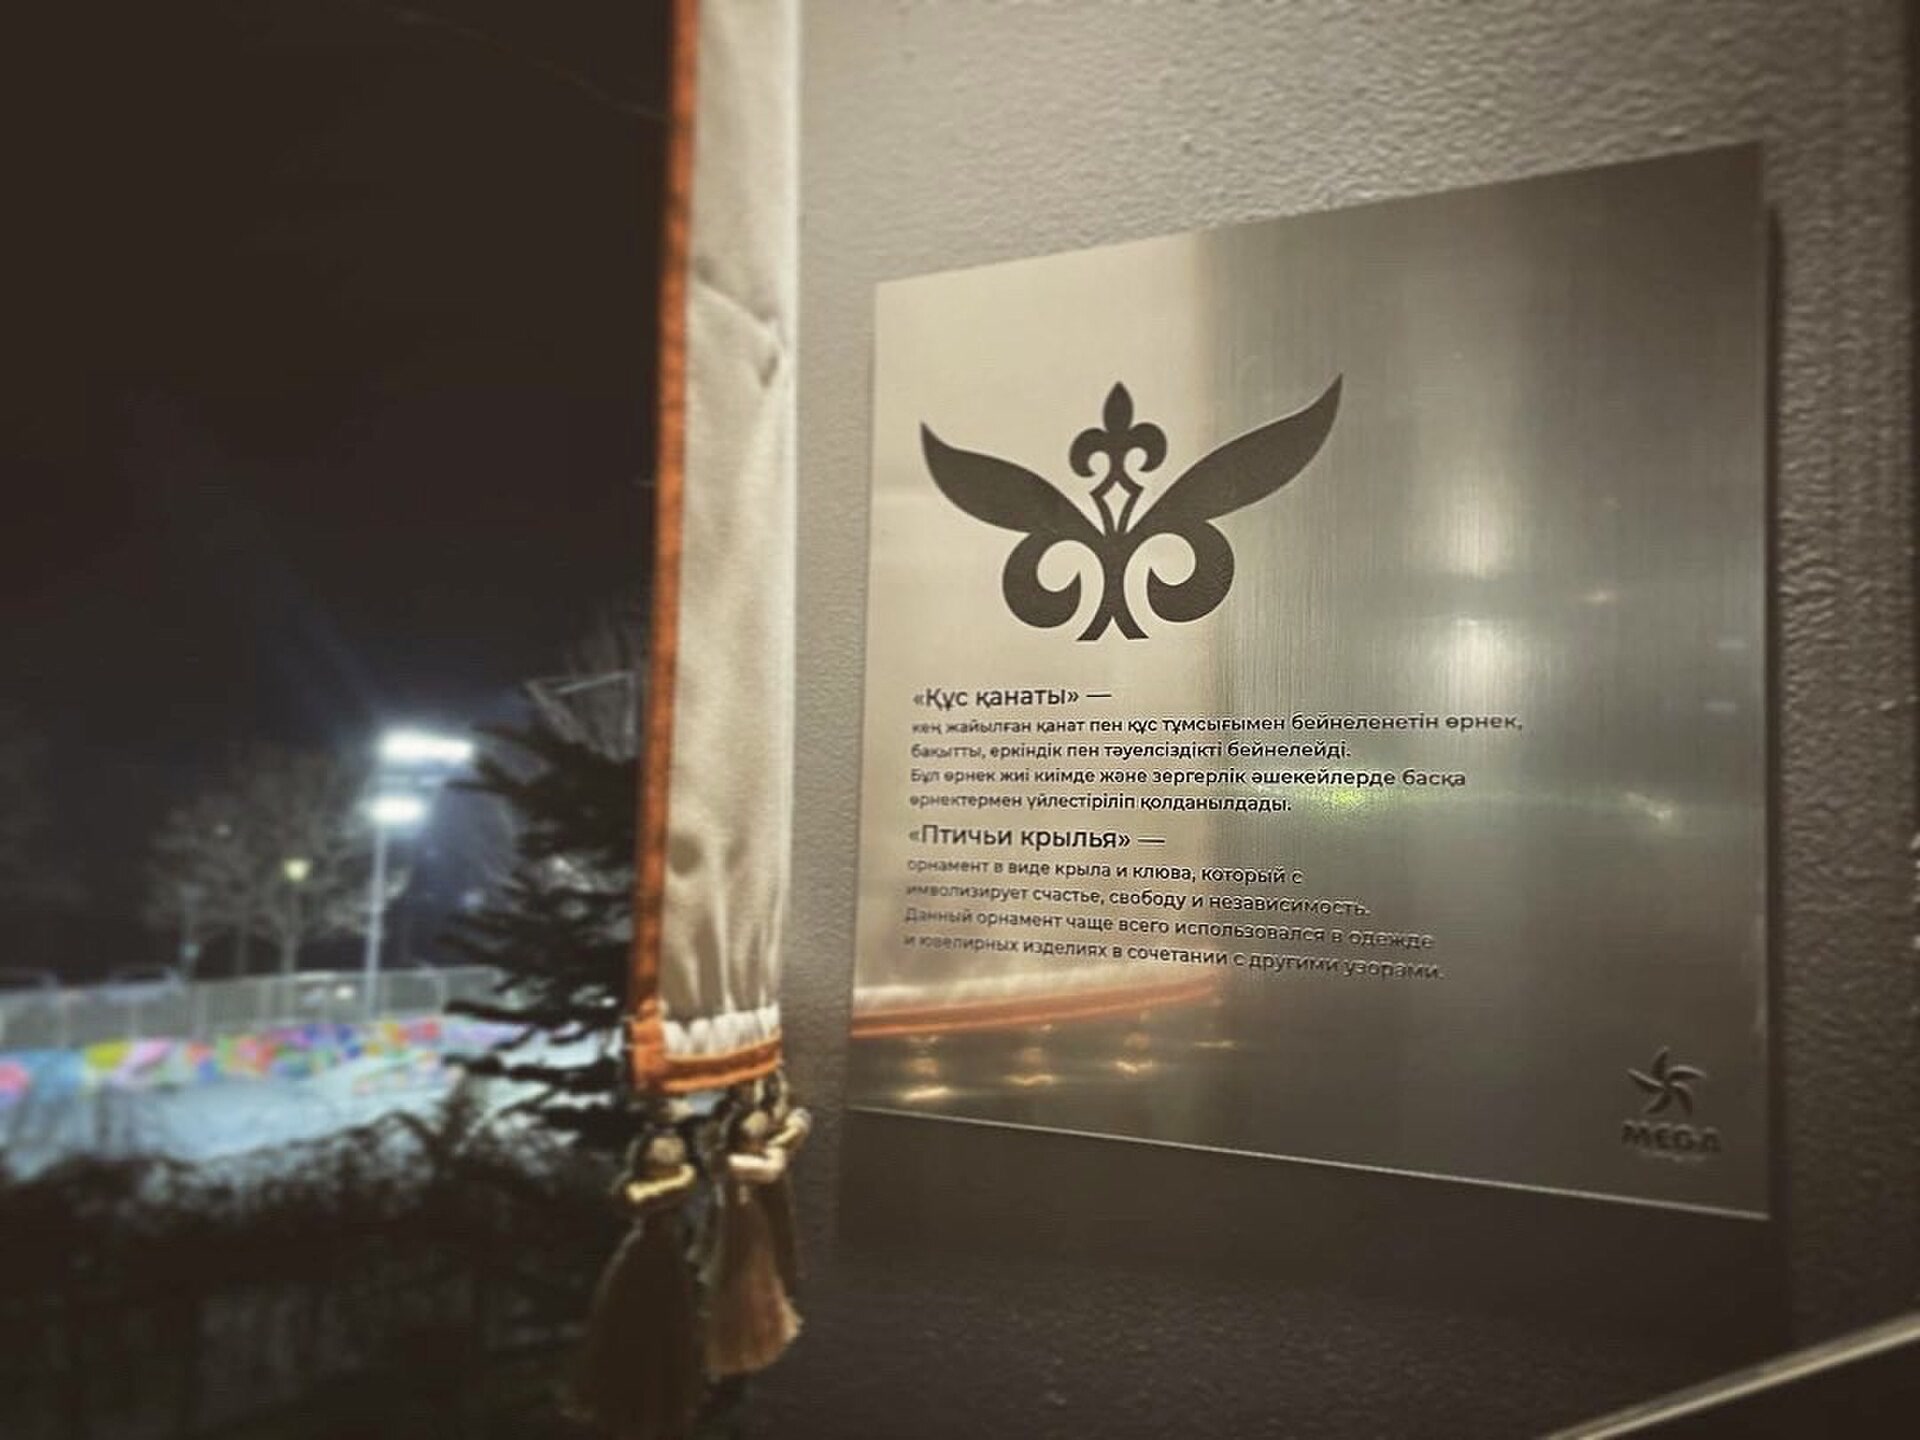 «Құс қанаты» —
кең жайылған қанат пен құс тұмсығымен бейнеленетін өрнек,
бақытты, еркіндік пен тәуелсіздікті бейнелейді.
Бұл өрнек жиі киімде және зергерлік әшекейлерде басқа
өрнектермен үйлестіріліп қолданылдады.
«Птичьи крылья» —
орнамент в виде крыла и клюва, который с
имволизирует счастье, свободу и независимость.
Данный орнамент чаще всего использовался в одежде
и ювелирных изделиях в сочетании с другими узорами.
MEGA